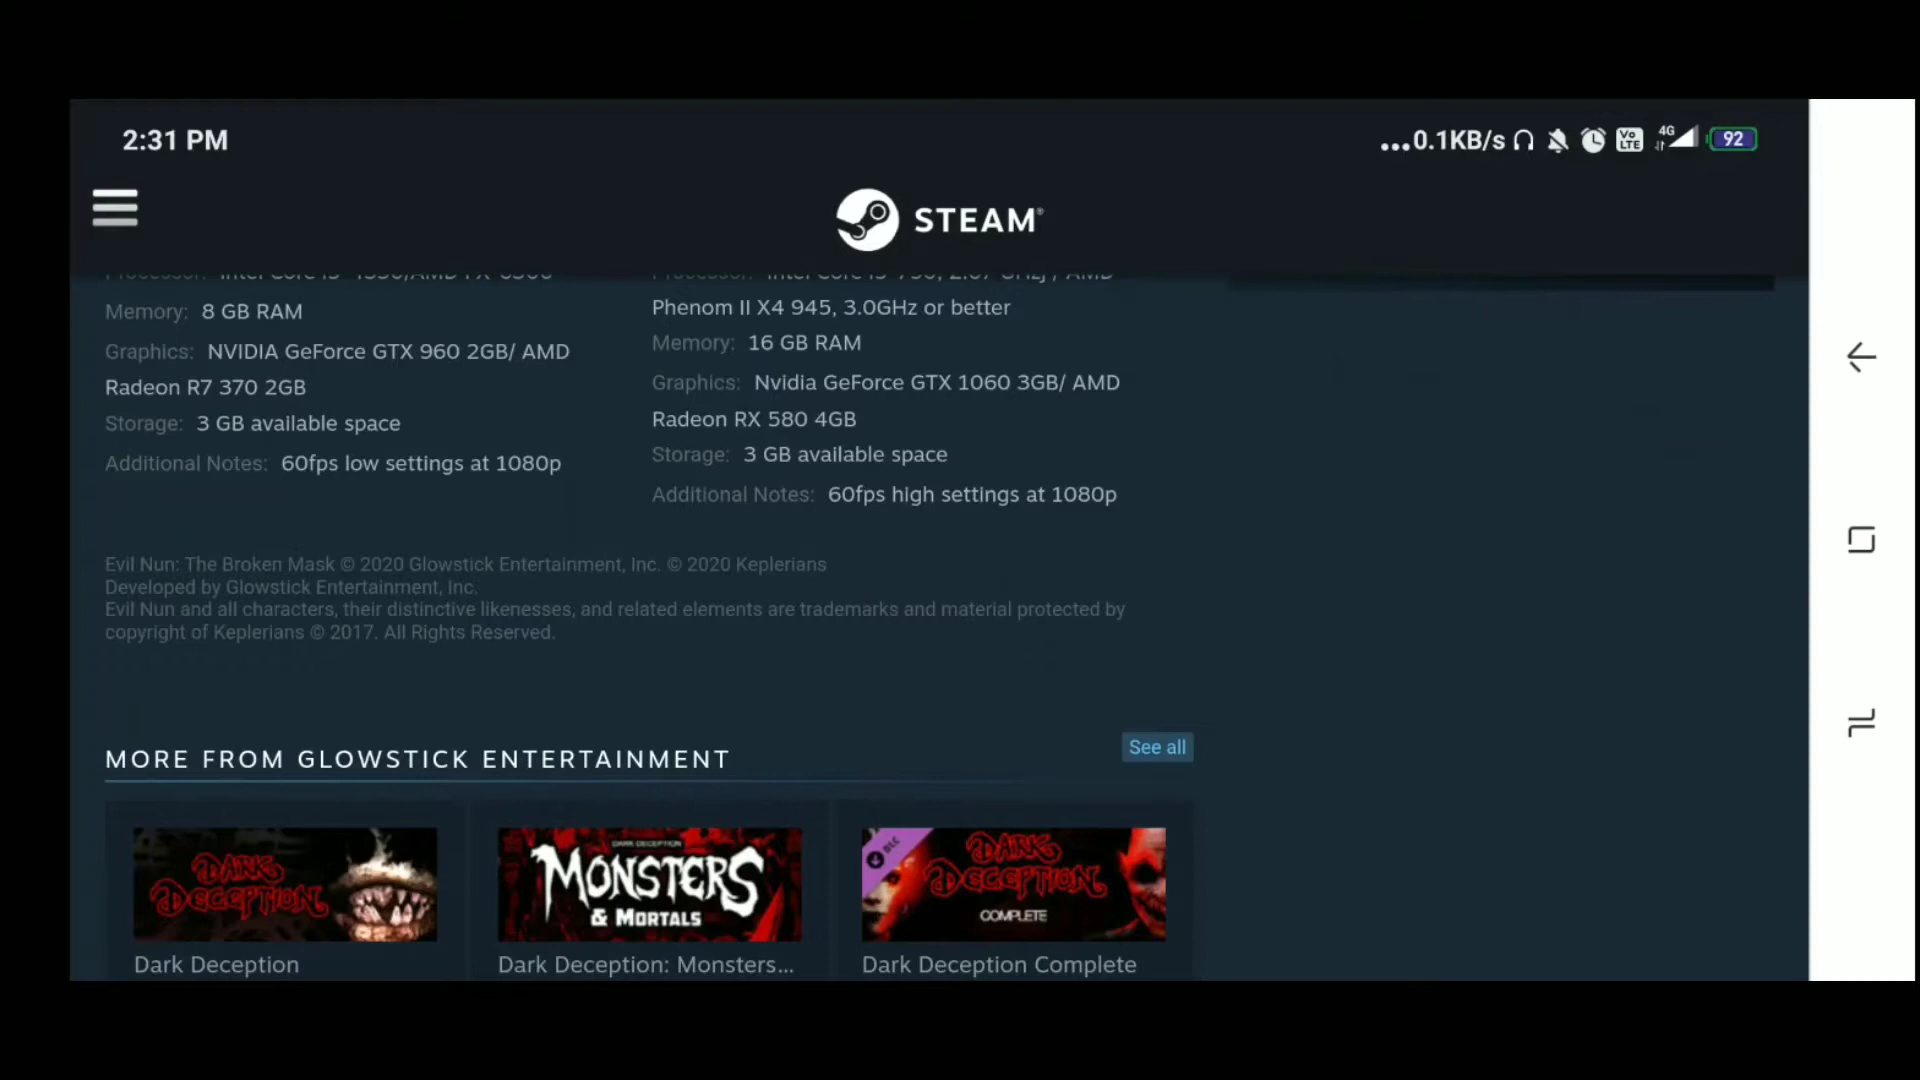 2:31 PM
...0.1KB/s
Vo LTE
4G
92
STEAM®
Memory: 8 GB RAM
Graphics: NVIDIA GeForce GTX 960 2GB/ AMD
Radeon R7 370 2GB
Storage: 3 GB available space
Additional Notes: 60fps low settings at 1080p
Phenom II X4 945, 3.0GHz or better
Memory: 16 GB RAM
Graphics: Nvidia GeForce GTX 1060 3GB/ AMD
Radeon RX 580 4GB
Storage: 3 GB available space
Additional Notes: 60fps high settings at 1080p
Evil Nun: The Broken Mask © 2020 Glowstick Entertainment, Inc. © 2020 Keplerians
Developed by Glowstick Entertainment, Inc.
Evil Nun and all characters, their distinctive likenesses, and related elements are trademarks and material protected by
copyright of Keplerians © 2017. All Rights Reserved.
MORE FROM GLOWSTICK ENTERTAINMENT
See all
DARK
DECEPTION
DARK DECEPTION
MONSTERS
& MORTALS
DLC
DARK
DECEPTION
COMPLETE
Dark Deception
Dark Deception: Monsters...
Dark Deception Complete